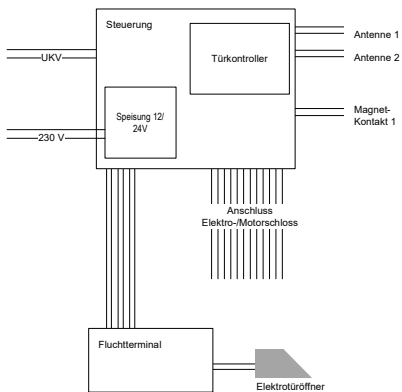 Steuerung
Antenne 1
Türkontroller
Antenne 2
UKV
Speisung 12/
24V
Magnet-
Kontakt 1
230 V
Anschluss
Elektro-/Motorschloss
Fluchtterminal
Elektrotüröffner